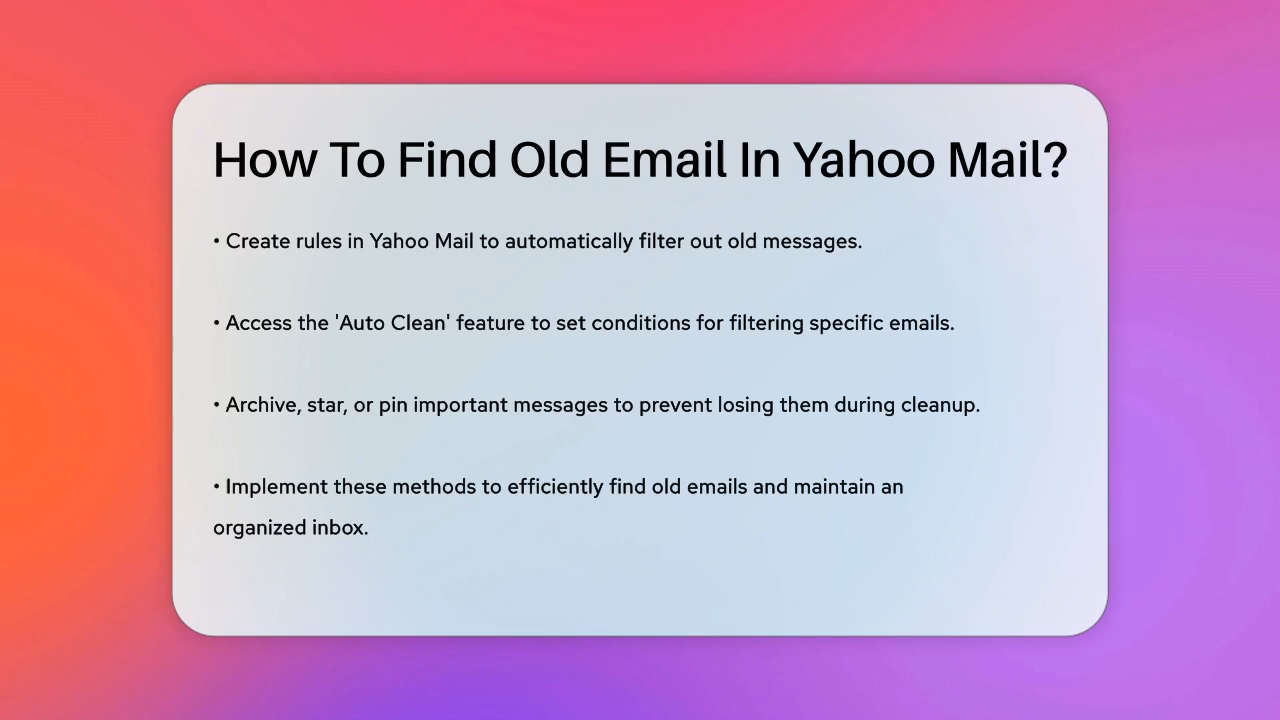 How To Find Old Email In Yahoo Mail?
• Create rules in Yahoo Mail to automatically filter out old messages.
• Access the 'Auto Clean' feature to set conditions for filtering specific emails.
• Archive, star, or pin important messages to prevent losing them during cleanup.
• Implement these methods to efficiently find old emails and maintain an
organized inbox.